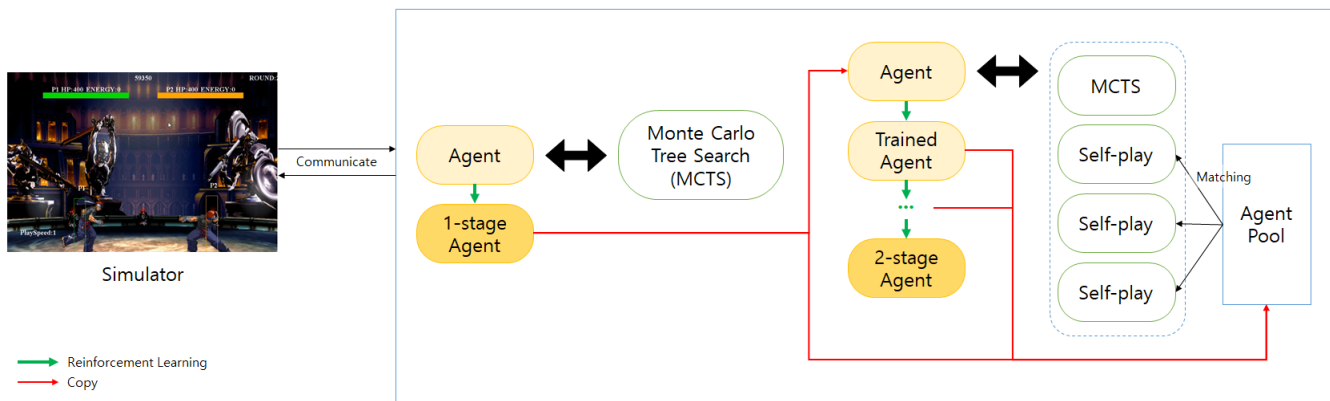 59350
ROUND:
P1 HP:400 ENERGY:0
P2 HP:400 ENERGY:0
P1
P2
PlaySpeed:1
Simulator
Communicate
Agent
1-stage
Agent
Monte Carlo
Tree Search
(MCTS)
Agent
Trained
Agent
...
2-stage
Agent
MCTS
Self-play
Self-play
Self-play
Matching
Agent
Pool
Reinforcement Learning
Copy